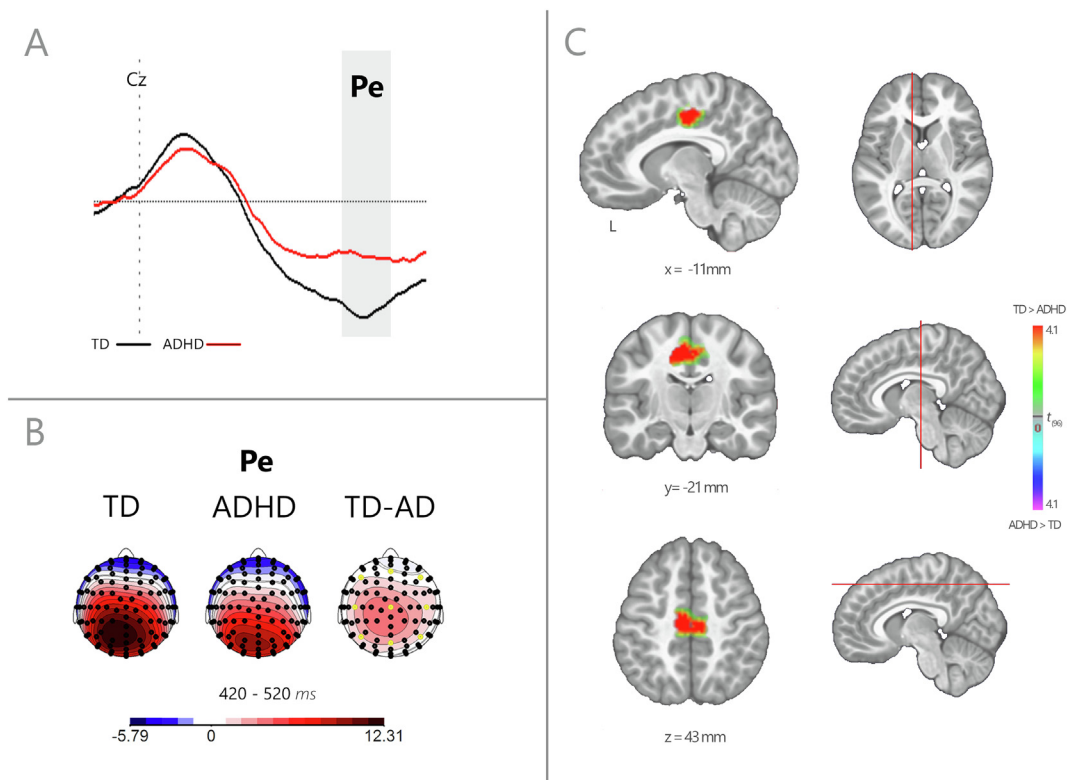 A
Cz
Pe
TD
ADHD
B
Pe
TD
ADHD
TD-AD
420 - 520 ms
-5.79
0
12.31
C
L
x = -11mm
y= -21 mm
z = 43 mm
TD > ADHD
4.1
t(96)
0
4.1
ADHD > TD